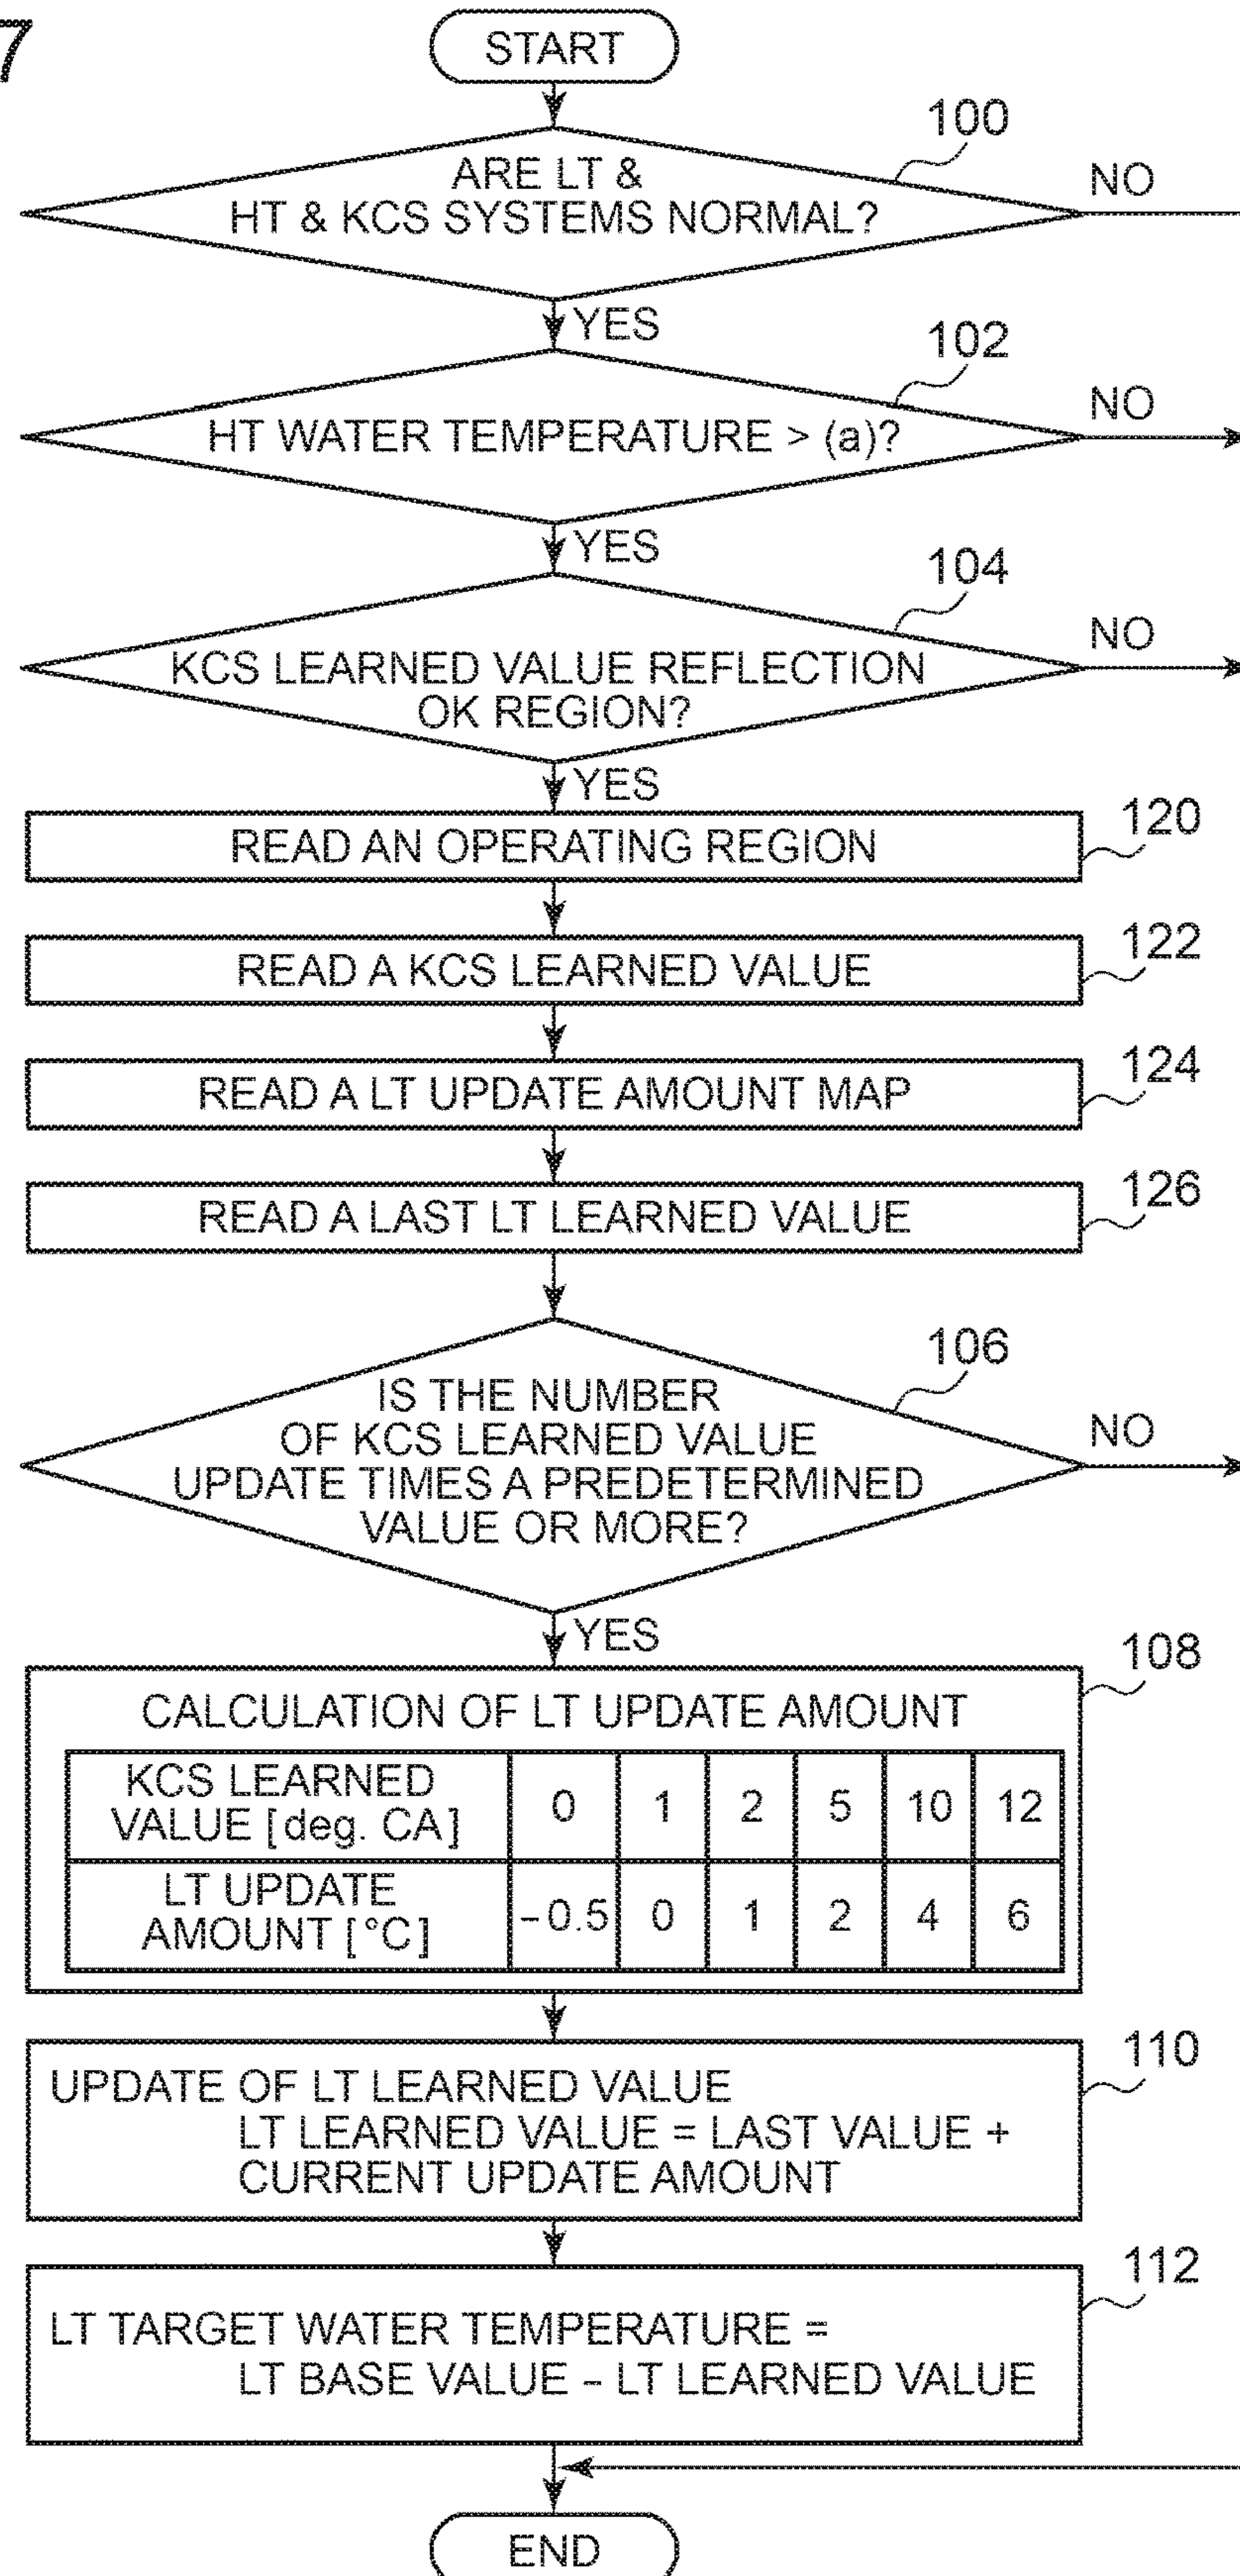 7
START
100
ARE LT &
HT & KCS SYSTEMS NORMAL?
NO
YES
102
HT WATER TEMPERATURE > (a)?
NO
YES
104
KCS LEARNED VALUE REFLECTION
OK REGION?
NO
YES
READ AN OPERATING REGION
120
READ A KCS LEARNED VALUE
122
READ A LT UPDATE AMOUNT MAP
124
READ A LAST LT LEARNED VALUE
126
106
IS THE NUMBER
OF KCS LEARNED VALUE
UPDATE TIMES A PREDETERMINED
VALUE OR MORE?
NO
YES
108
CALCULATION OF LT UPDATE AMOUNT
KCS LEARNED
VALUE [deg. CA]
0 1 2 5 10 12
LT UPDATE
AMOUNT [°C]
-0.5 0 1 2 4 6
110
UPDATE OF LT LEARNED VALUE
LT LEARNED VALUE = LAST VALUE +
CURRENT UPDATE AMOUNT
112
LT TARGET WATER TEMPERATURE =
LT BASE VALUE - LT LEARNED VALUE
END